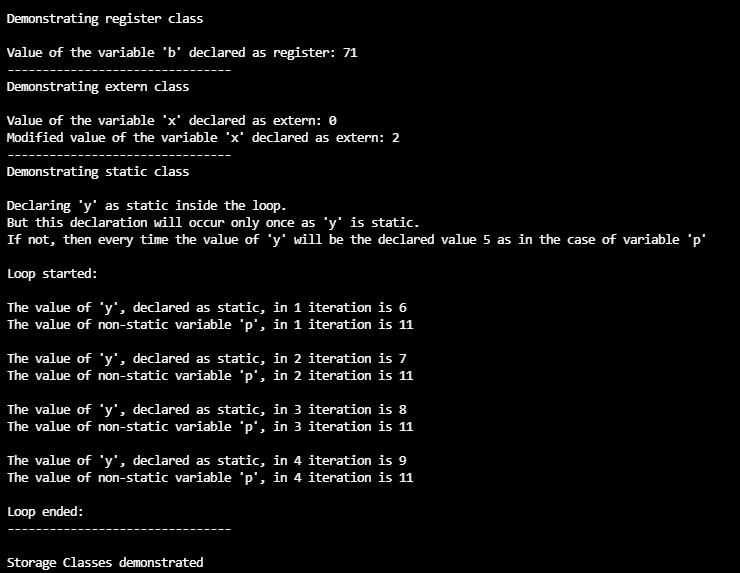 Demonstrating register class
Value of the variable 'b' declared as register: 71
--------------------------------
Demonstrating extern class
Value of the variable 'x' declared as extern: 0
Modified value of the variable 'x' declared as extern: 2
--------------------------------
Demonstrating static class
Declaring 'y' as static inside the loop.
But this declaration will occur only once as 'y' is static.
If not, then every time the value of 'y' will be the declared value 5 as in the case of variable 'p'
Loop started:
The value of 'y', declared as static, in 1 iteration is 6
The value of non-static variable 'p', in 1 iteration is 11
The value of 'y', declared as static, in 2 iteration is 7
The value of non-static variable 'p', in 2 iteration is 11
The value of 'y', declared as static, in 3 iteration is 8
The value of non-static variable 'p', in 3 iteration is 11
The value of 'y', declared as static, in 4 iteration is 9
The value of non-static variable 'p', in 4 iteration is 11
Loop ended:
--------------------------------
Storage Classes demonstrated